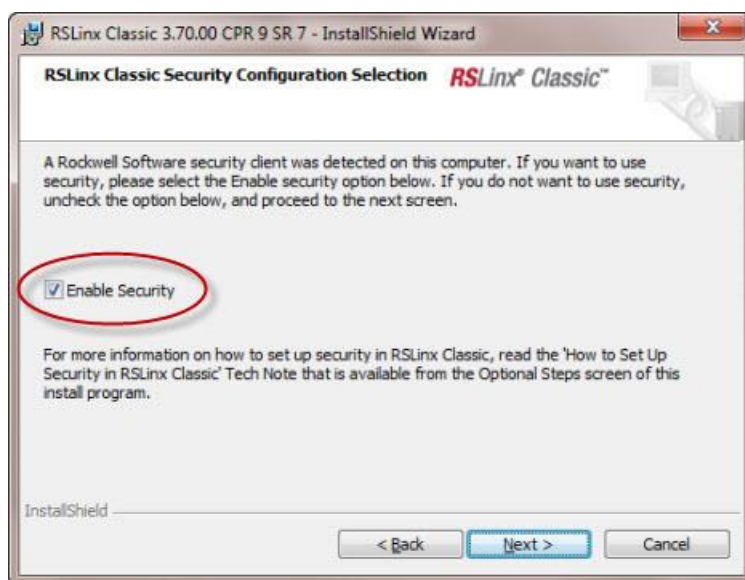 RSLinx Classic 3.70.00 CPR 9 SR 7 - InstallShield Wizard
RSLinx Classic Security Configuration Selection RSLinx® Classic™
A Rockwell Software security client was detected on this computer. If you want to use
security, please select the Enable security option below. If you do not want to use security,
uncheck the option below, and proceed to the next screen.
Enable Security
For more information on how to set up security in RSLinx Classic, read the 'How to Set Up
Security in RSLinx Classic' Tech Note that is available from the Optional Steps screen of this
install program.
InstallShield
< Back Next > Cancel